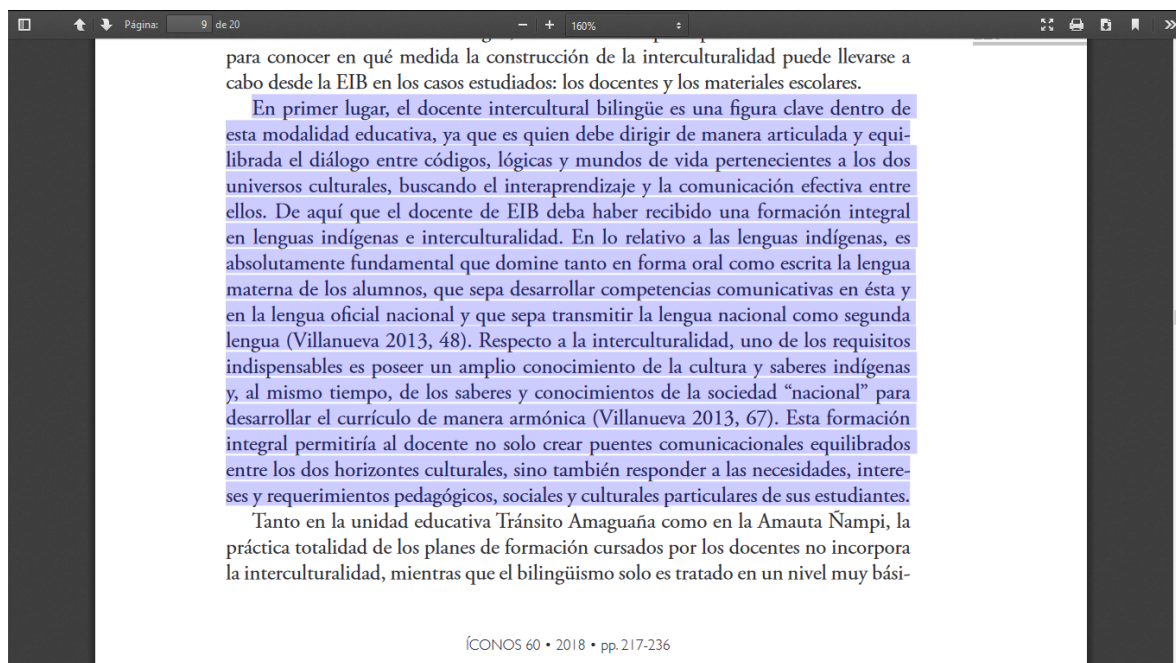 Página: 9 de 20 − + 160%
para conocer en qué medida la construcción de la interculturalidad puede llevarse a
cabo desde la EIB en los casos estudiados: los docentes y los materiales escolares.
En primer lugar, el docente intercultural bilingüe es una figura clave dentro de
esta modalidad educativa, ya que es quien debe dirigir de manera articulada y equi-
librada el diálogo entre códigos, lógicas y mundos de vida pertenecientes a los dos
universos culturales, buscando el interaprendizaje y la comunicación efectiva entre
ellos. De aquí que el docente de EIB deba haber recibido una formación integral
en lenguas indígenas e interculturalidad. En lo relativo a las lenguas indígenas, es
absolutamente fundamental que domine tanto en forma oral como escrita la lengua
materna de los alumnos, que sepa desarrollar competencias comunicativas en ésta y
en la lengua oficial nacional y que sepa transmitir la lengua nacional como segunda
lengua (Villanueva 2013, 48). Respecto a la interculturalidad, uno de los requisitos
indispensables es poseer un amplio conocimiento de la cultura y saberes indígenas
y, al mismo tiempo, de los saberes y conocimientos de la sociedad “nacional” para
desarrollar el currículo de manera armónica (Villanueva 2013, 67). Esta formación
integral permitiría al docente no solo crear puentes comunicacionales equilibrados
entre los dos horizontes culturales, sino también responder a las necesidades, intere-
ses y requerimientos pedagógicos, sociales y culturales particulares de sus estudiantes.
Tanto en la unidad educativa Tránsito Amaguaña como en la Amauta Ñampi, la
práctica totalidad de los planes de formación cursados por los docentes no incorpora
la interculturalidad, mientras que el bilingüismo solo es tratado en un nivel muy bási-
ÍCONOS 60 • 2018 • pp. 217-236